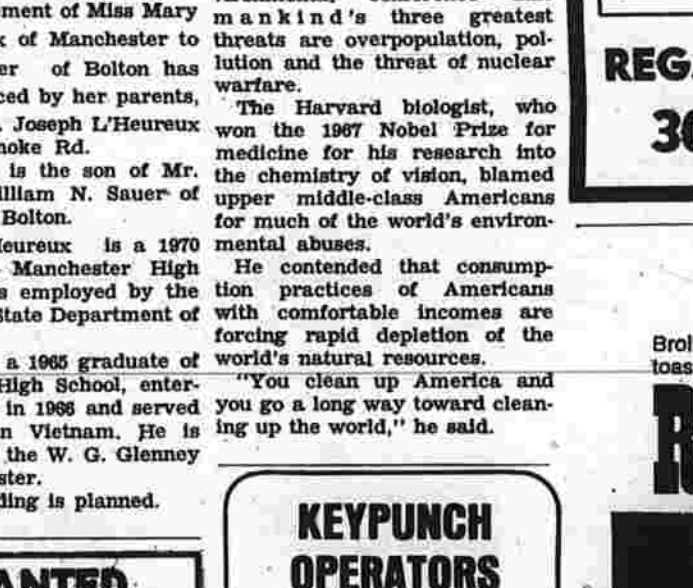 ment of Miss Mary
of Manchester to
er of Bolton has
ced by her parents,
. Joseph L'Heureux
noke Rd.
is the son of Mr.
illiam N. Sauer of
Bolton.
Heureux is a 1970
Manchester High
s employed by the
State Department of
a 1965 graduate of
High School, enter-
in 1966 and served
n Vietnam. He is
the W. G. Glenney
ster.
ding is planned.
ANTED
mankind's three greatest
threats are overpopulation, pol-
lution and the threat of nuclear
warfare.
The Harvard biologist, who
won the 1967 Nobel Prize for
medicine for his research into
the chemistry of vision, blamed
upper middle-class Americans
for much of the world's environ-
mental abuses.
He contended that consump-
tion practices of Americans
with comfortable incomes are
forcing rapid depletion of the
world's natural resources.
"You clean up America and
you go a long way toward clean-
ing up the world," he said.
KEYPUNCH
OPERATORS
REG
30
Broil
toas